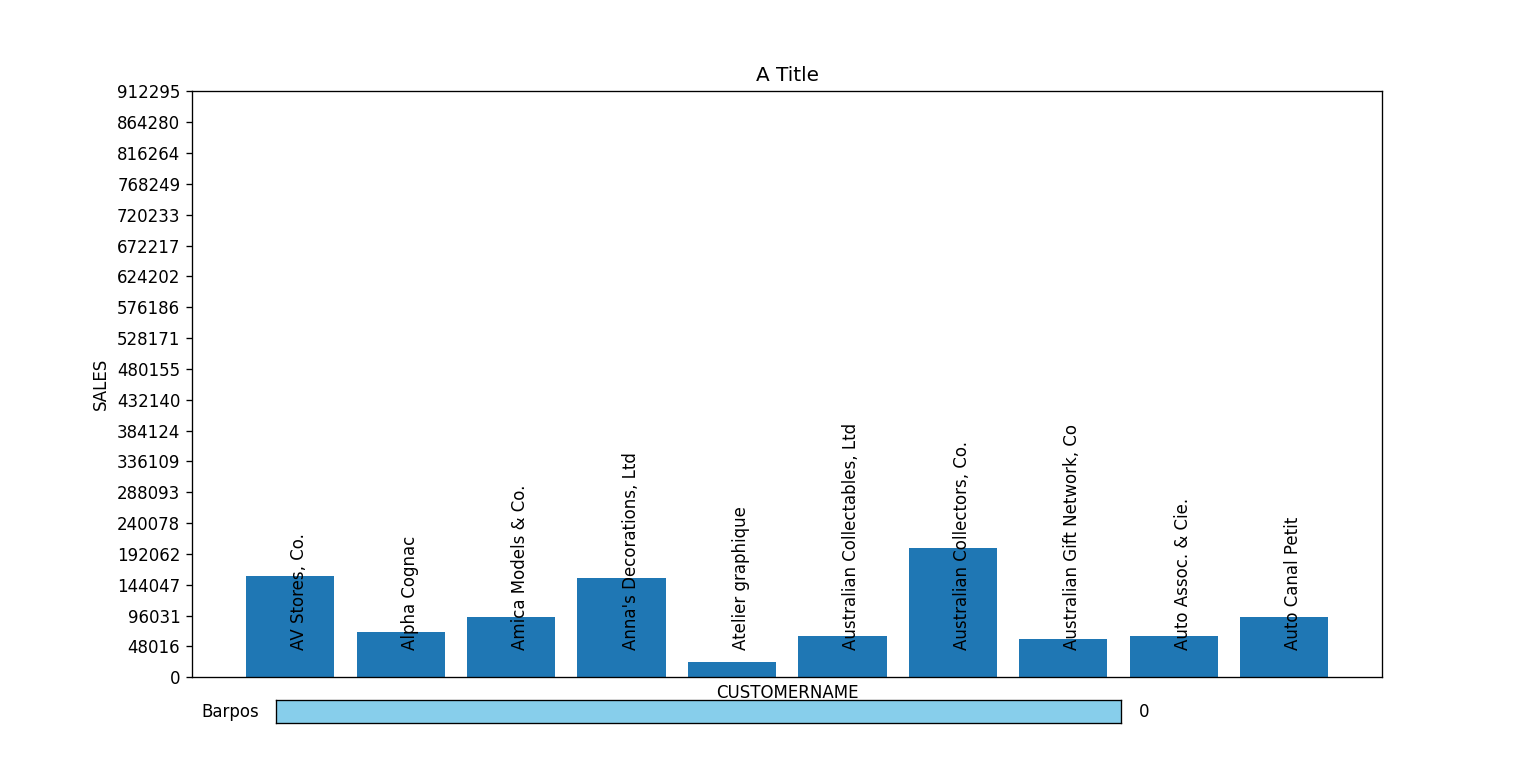 A Title
912295
864280
816264
768249
720233
672217
624202
576186
528171
480155
432140
384124
336109
288093
240078
192062
144047
96031
48016
0
SALES
AV Stores, Co.
Alpha Cognac
Amica Models & Co.
Anna's Decorations, Ltd
Atelier graphique
Australian Collectables, Ltd
Australian Collectors, Co.
Australian Gift Network, Co
Auto Assoc. & Cie.
Auto Canal Petit
CUSTOMERNAME
Barpos 0